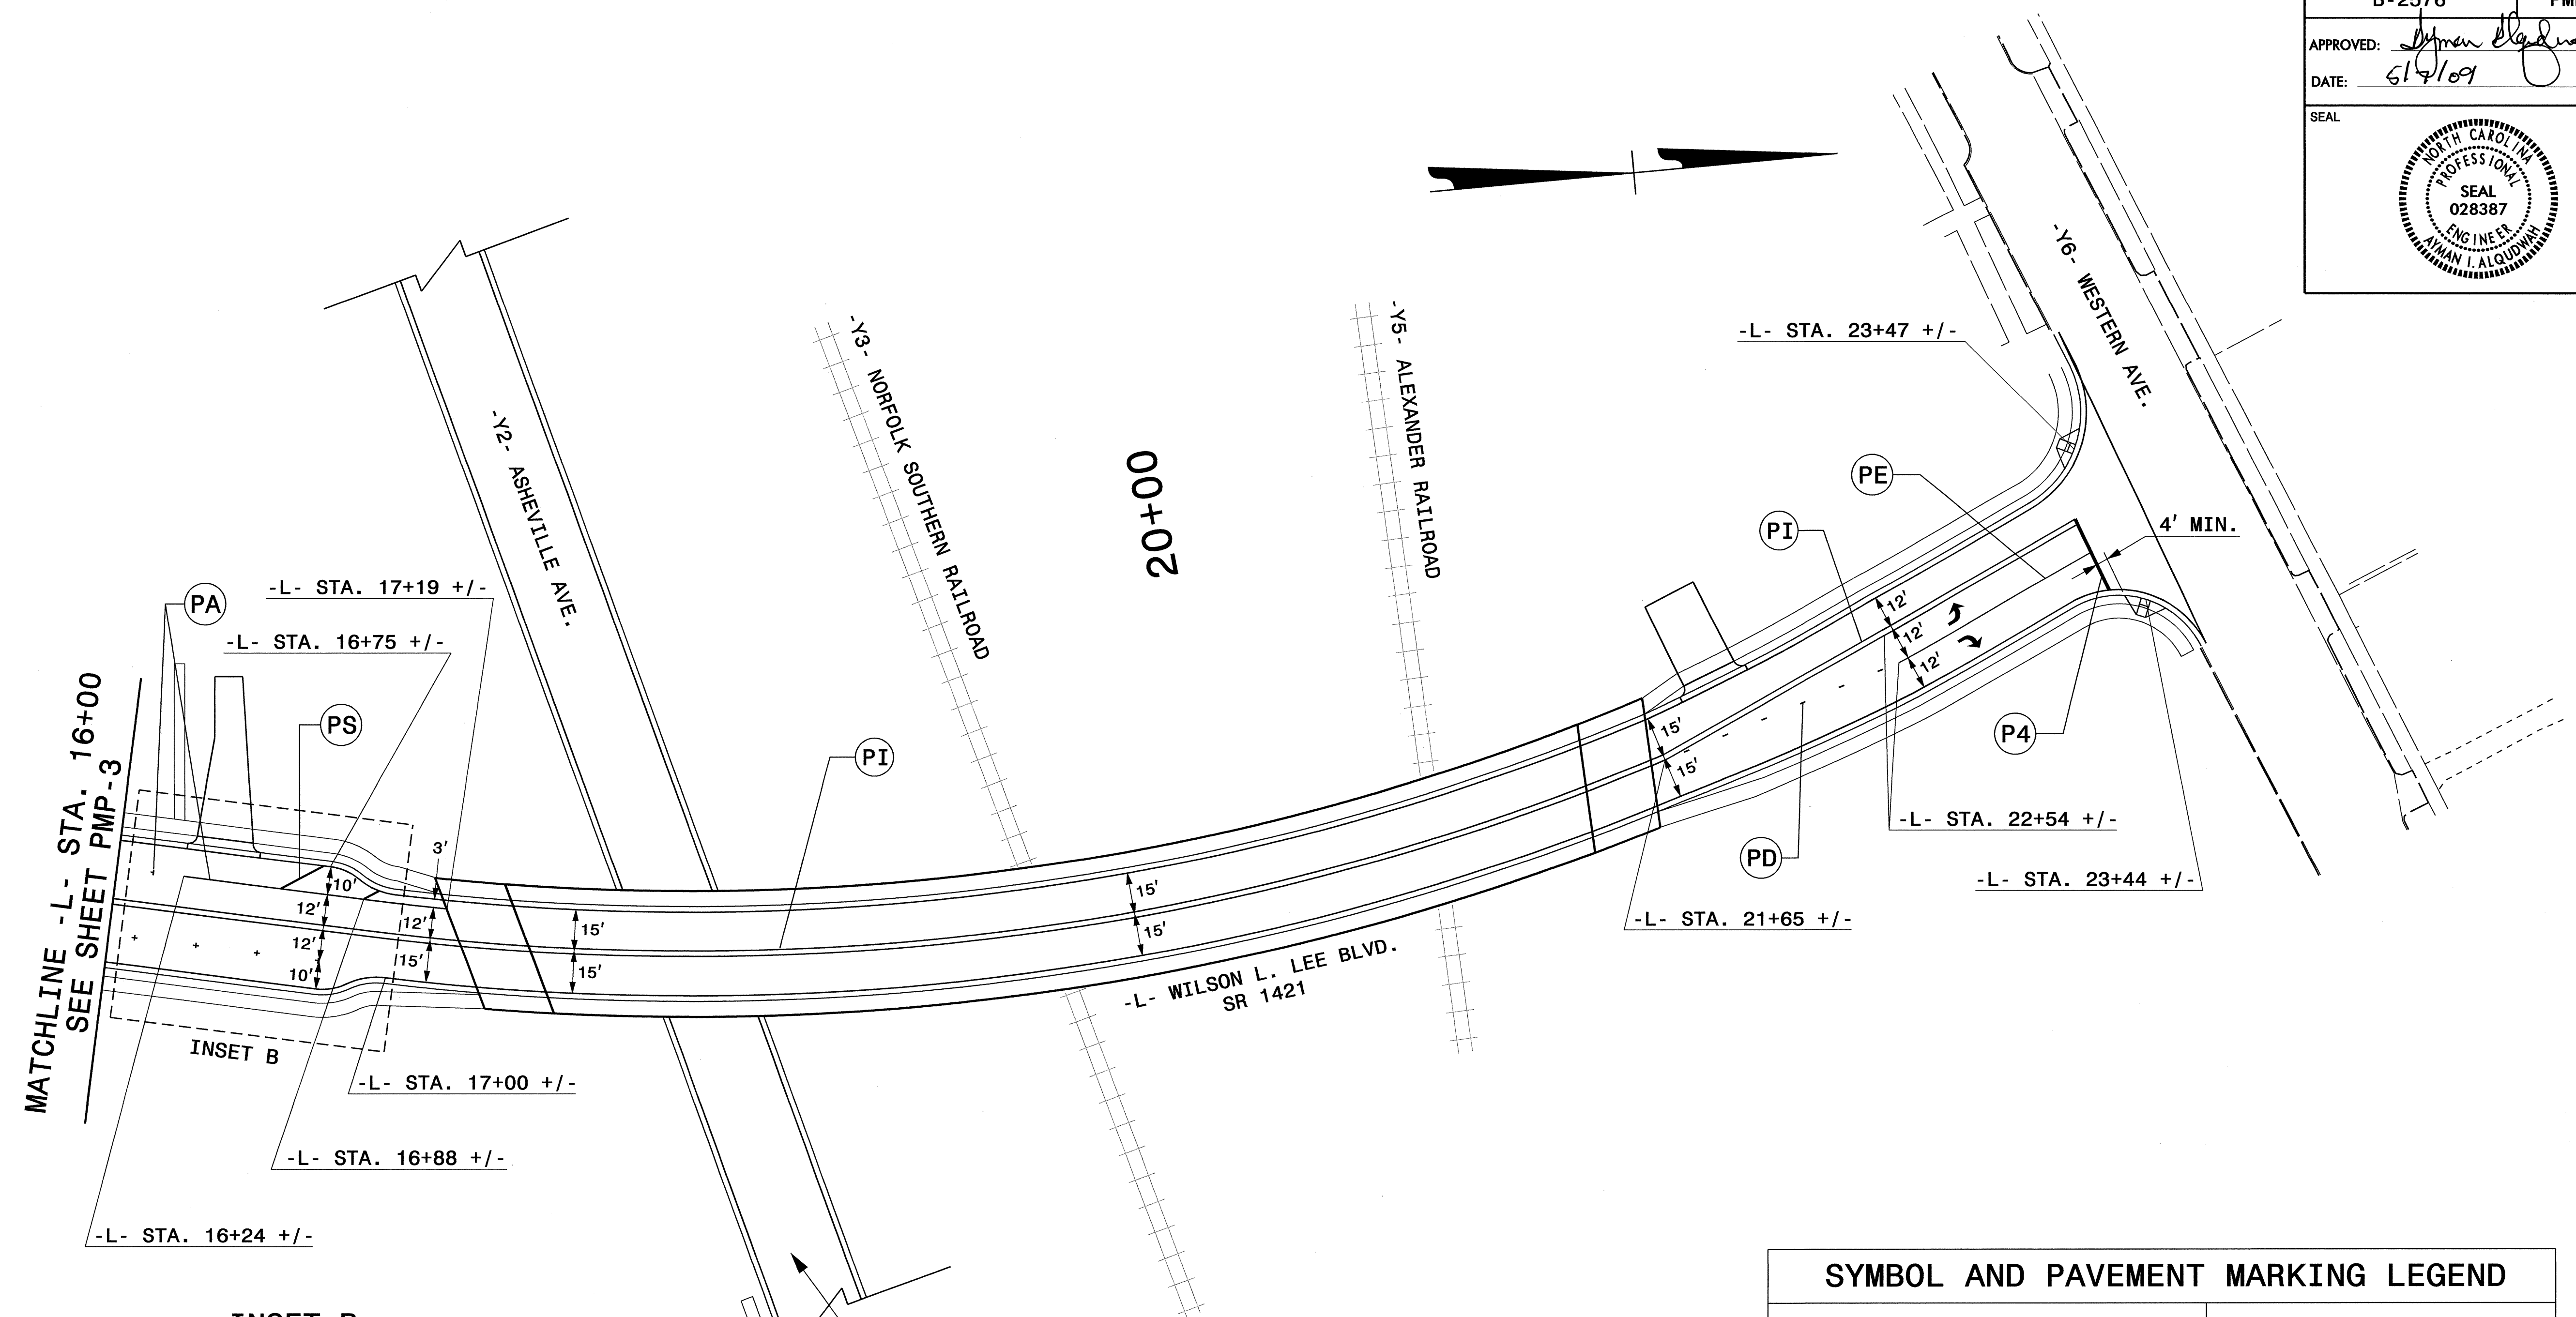 APPROVED:
DATE: 5/7/09
SEAL
NORTH CAROLINA
PROFESSIONAL
SEAL
028387
ENGINEER
AYMAN I. ALQUDWAH
-Y6- WESTERN AVE.
-L- STA. 23+47 +/-
-Y5- ALEXANDER RAILROAD
-Y3- NORFOLK SOUTHERN RAILROAD
-Y2- ASHEVILLE AVE.
20+00
PE
PI
4' MIN.
12'
12'
12'
PA
-L- STA. 17+19 +/-
-L- STA. 16+75 +/-
PS
PI
MATCHLINE -L- STA. 16+00
SEE SHEET PMP-3
3'
10'
12'
12'
12'
15'
10'
15'
15'
15'
15'
15'
15'
P4
PD
-L- STA. 22+54 +/-
-L- STA. 23+44 +/-
-L- STA. 21+65 +/-
-L- WILSON L. LEE BLVD.
SR 1421
INSET B
-L- STA. 17+00 +/-
-L- STA. 16+88 +/-
-L- STA. 16+24 +/-
SYMBOL AND PAVEMENT MARKING LEGEND
INSET B